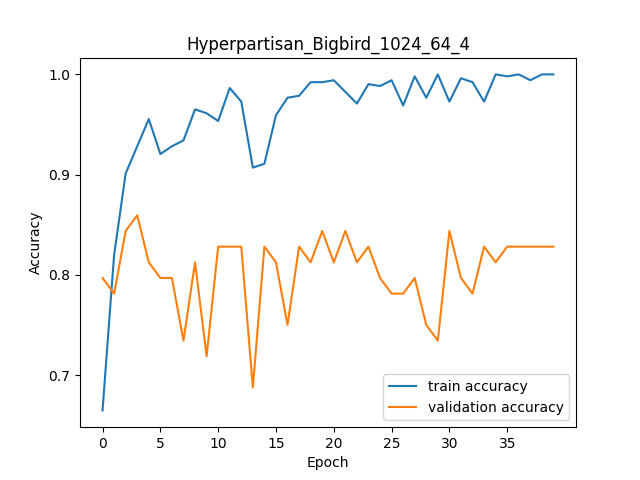 Hyperpartisan_Bigbird_1024_64_4
1.0
0.9
0.8
0.7
Accuracy
train accuracy
validation accuracy
0 5 10 15 20 25 30 35
Epoch